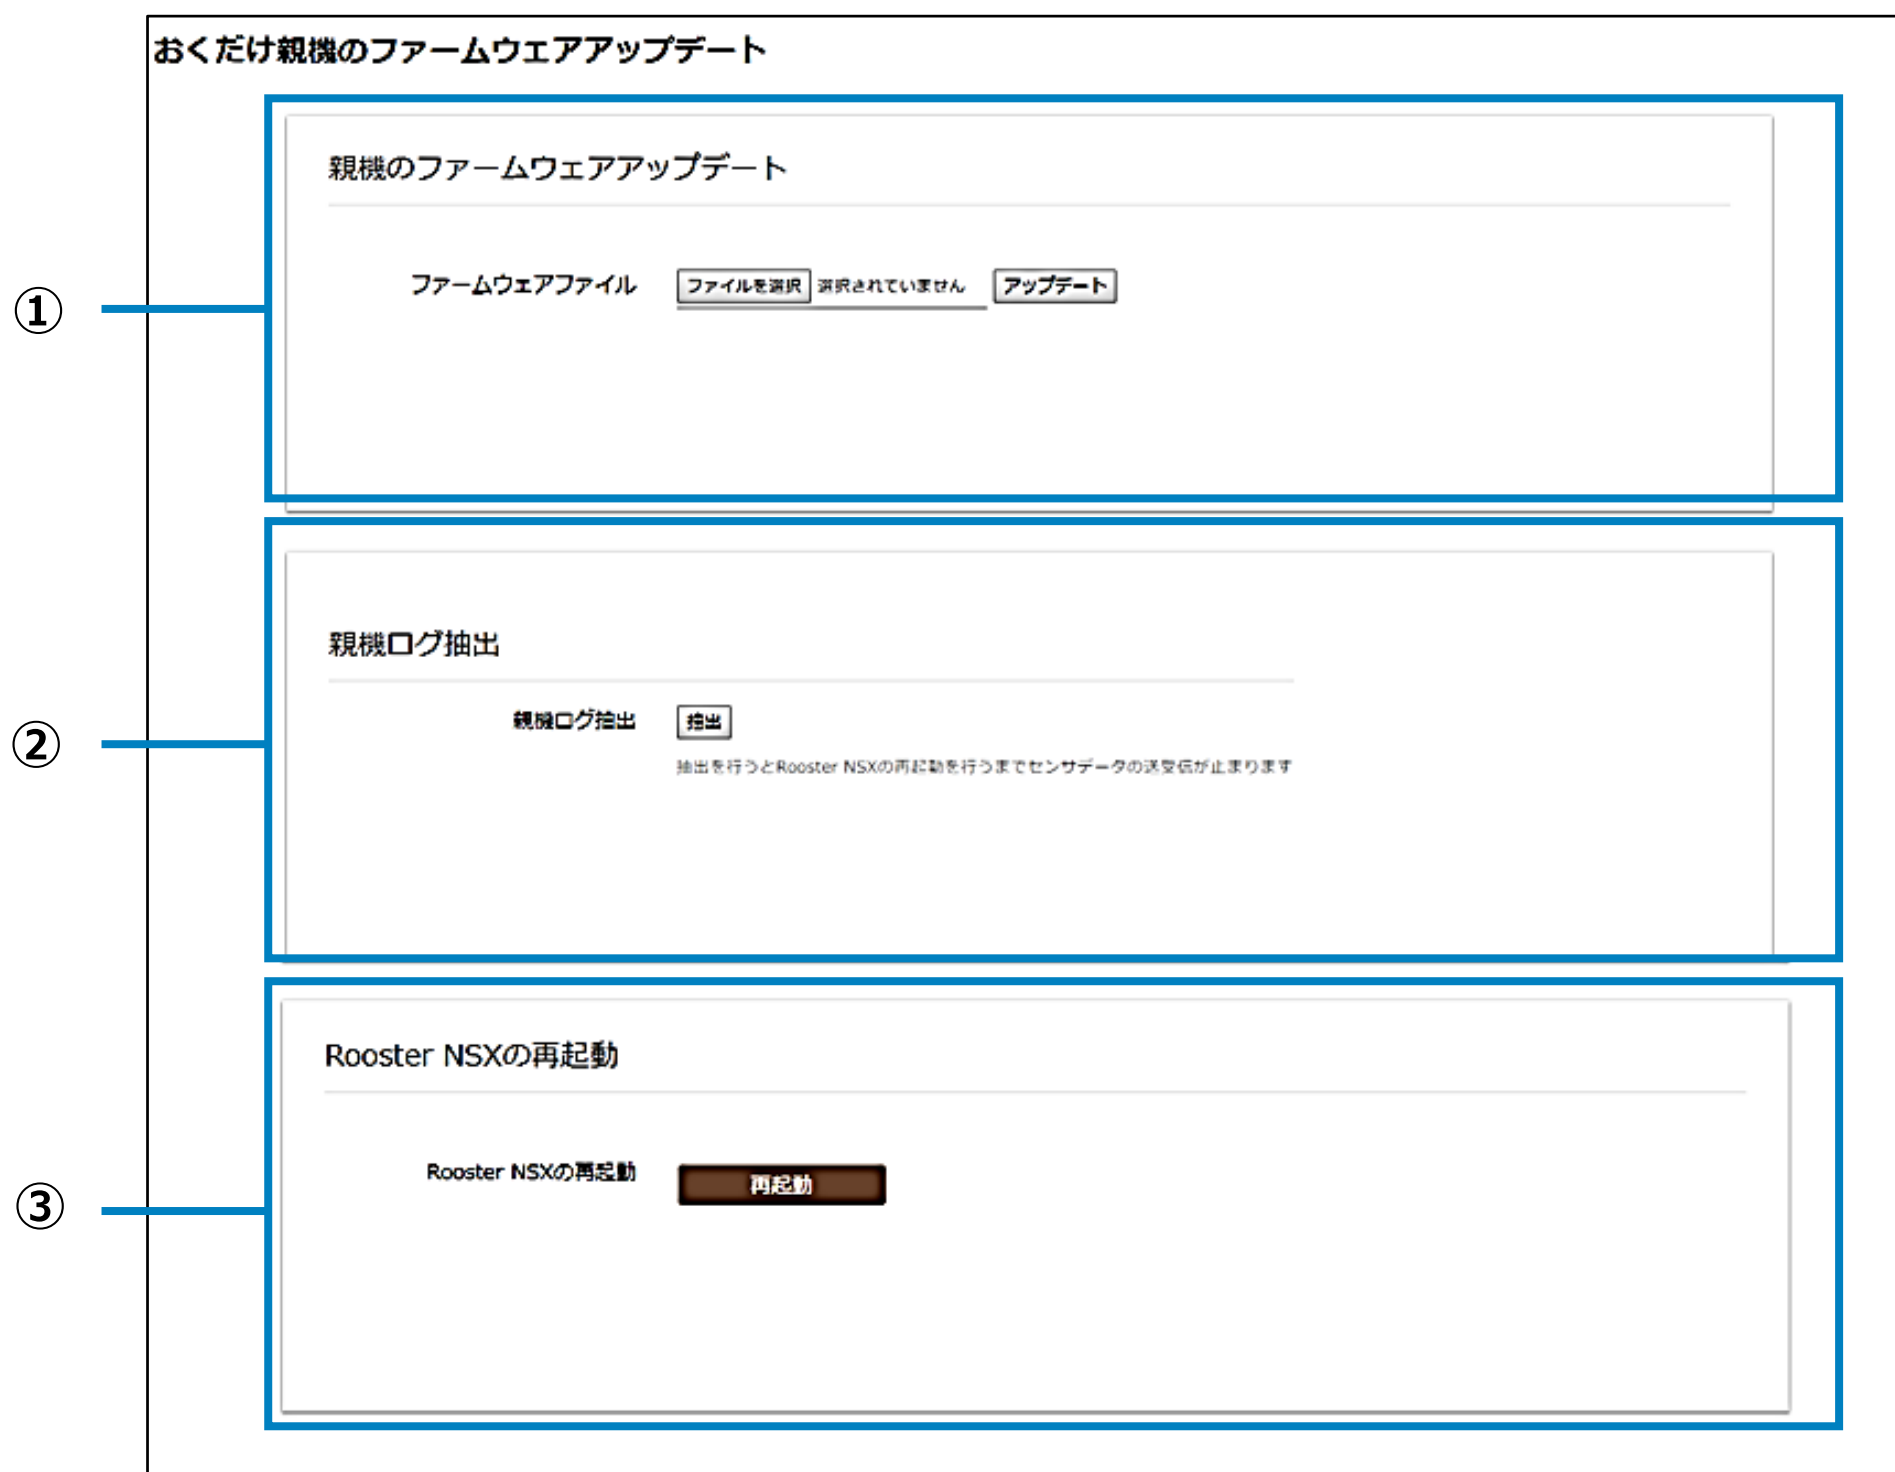 おくだけ親機のファームウェアアップデート
①
親機のファームウェアアップデート
ファームウェアファイル ファイルを選択 選択されていません アップデート
②
親機ログ抽出
親機ログ抽出 抽出
抽出を行うとRooster NSXの再起動を行うまでセンサデータの送受信が止まります
③
Rooster NSXの再起動
Rooster NSXの再起動 再起動